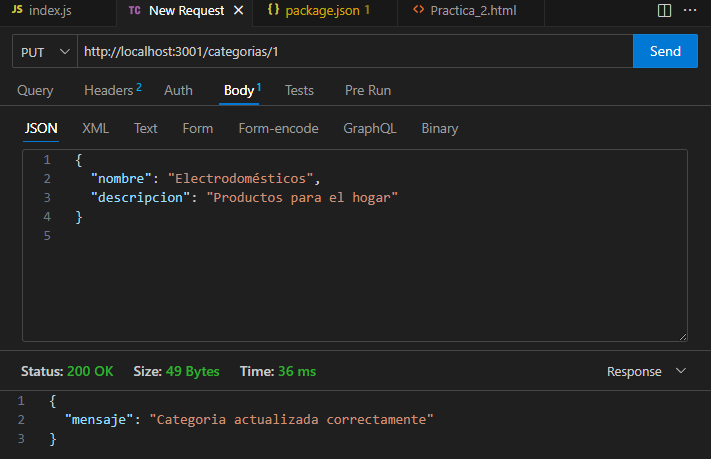 JS index.js TC New Request × {} package.json 1 <> Practica_2.html ···
PUT http://localhost:3001/categorias/1 Send
Query Headers 2 Auth Body 1 Tests Pre Run
JSON XML Text Form Form-encode GraphQL Binary
1 {
2 "nombre": "Electrodomésticos",
3 "descripcion": "Productos para el hogar"
4 }
5
Status: 200 OK Size: 49 Bytes Time: 36 ms Response
1 {
2 "mensaje": "Categoria actualizada correctamente"
3 }